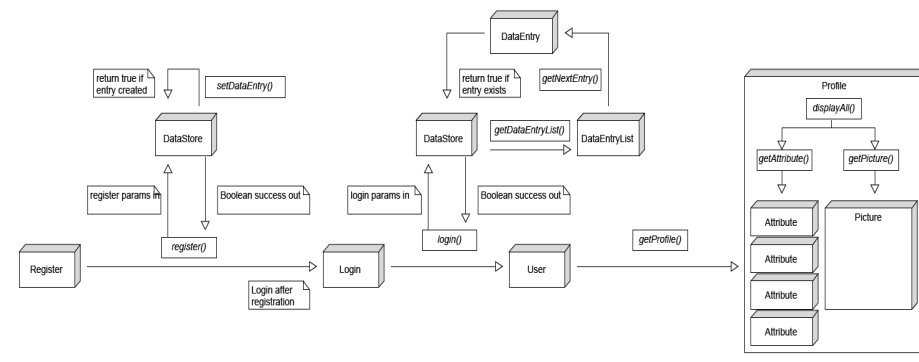 DataEntry
return true if
entry created
setDataEntry()
return true if
entry exists
getNextEntry()
Profile
displayAll()
DataStore
DataStore
getDataEntryList()
DataEntryList
getAttribute()
getPicture()
register params in
Boolean success out
login params in
Boolean success out
register()
login()
getProfile()
Attribute
Picture
Attribute
Register
Login
User
Login after
registration
Attribute
Attribute